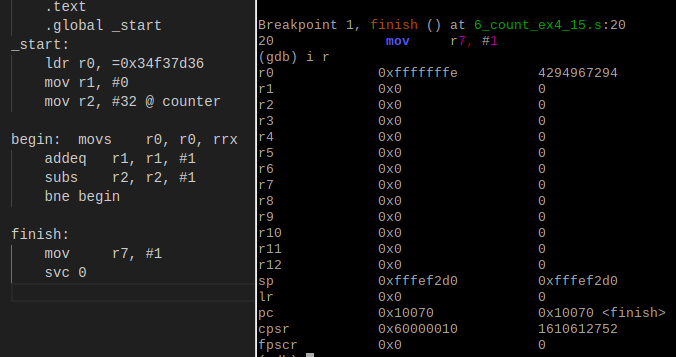 .text
.global _start
_start:
ldr r0, =0x34f37d36
mov r1, #0
mov r2, #32 @ counter
begin: movs r0, r0, rrx
addeq r1, r1, #1
subs r2, r2, #1
bne begin
finish:
mov r7, #1
svc 0
Breakpoint 1, finish () at 6_count_ex4_15.s:20
20 mov r7, #1
(gdb) i r
r0 0xfffffffe 4294967294
r1 0x0 0
r2 0x0 0
r3 0x0 0
r4 0x0 0
r5 0x0 0
r6 0x0 0
r7 0x0 0
r8 0x0 0
r9 0x0 0
r10 0x0 0
r11 0x0 0
r12 0x0 0
sp 0xfffef2d0 0xfffef2d0
lr 0x0 0
pc 0x10070 0x10070 <finish>
cpsr 0x60000010 1610612752
fpscr 0x0 0